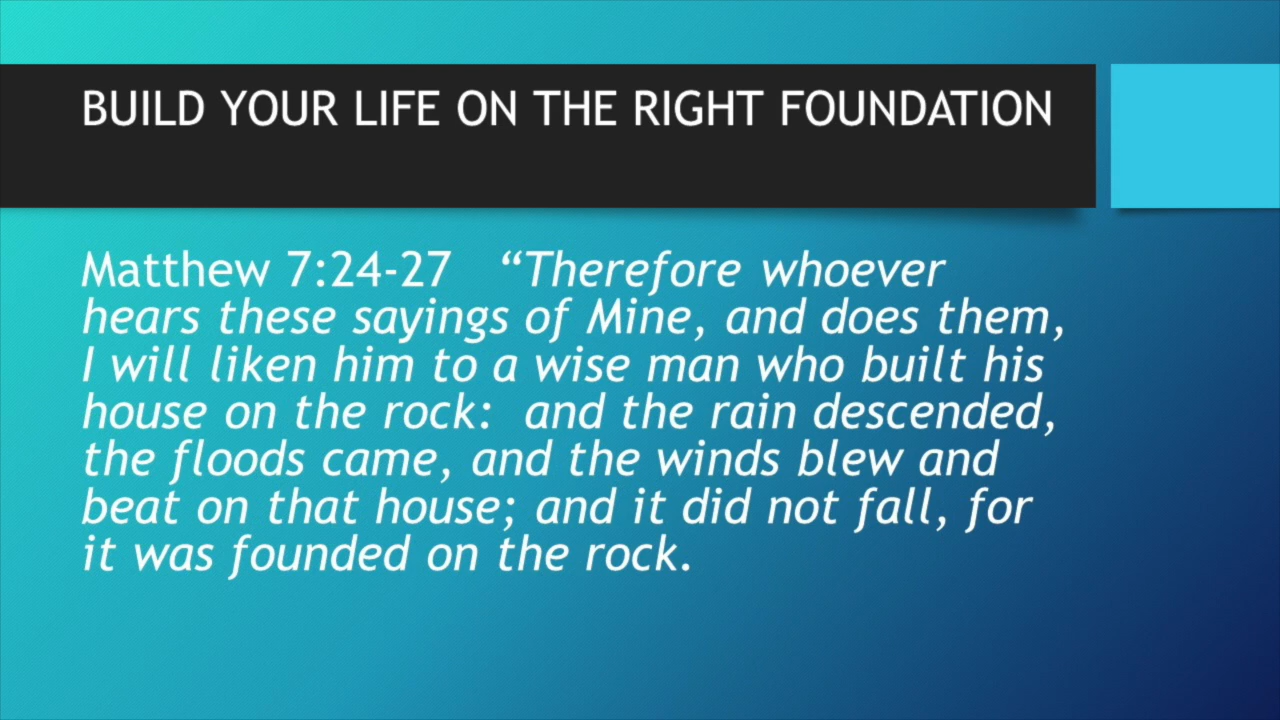 BUILD YOUR LIFE ON THE RIGHT FOUNDATION
Matthew 7:24-27   “Therefore whoever
hears these sayings of Mine, and does them,
I will liken him to a wise man who built his
house on the rock:  and the rain descended,
the floods came, and the winds blew and
beat on that house; and it did not fall, for
it was founded on the rock.